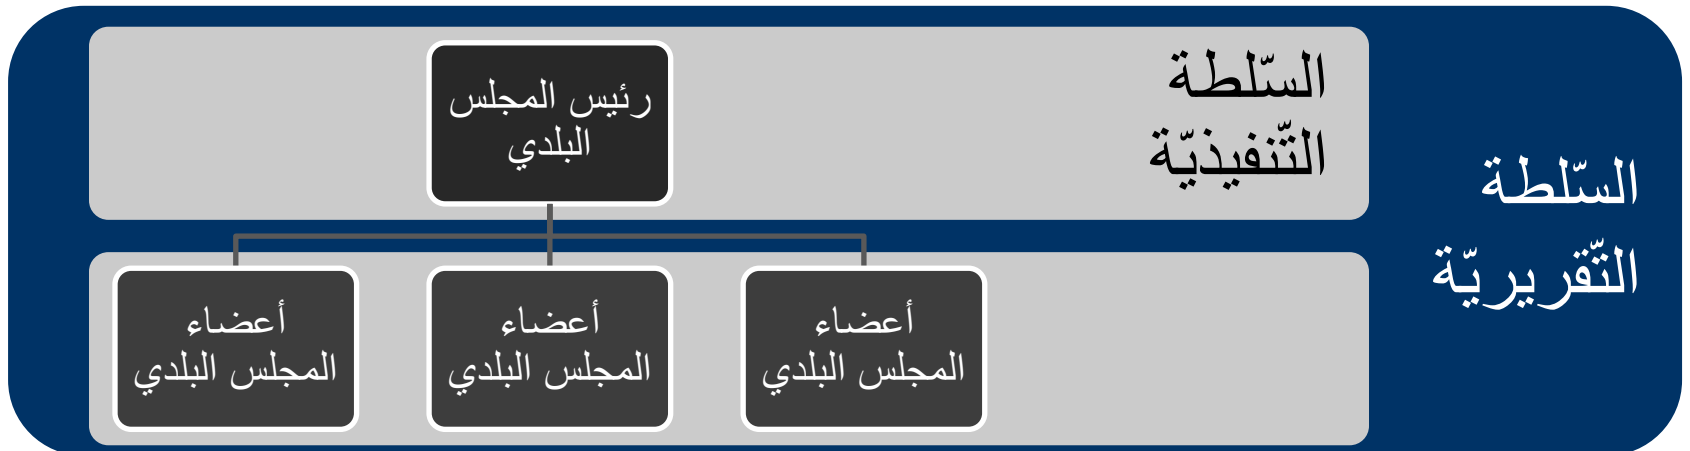 السّلطة
التّقريريّة
السّلطة
التّنفيذيّة
رئيس المجلس
البلدي
أعضاء
المجلس البلدي
أعضاء
المجلس البلدي
أعضاء
المجلس البلدي